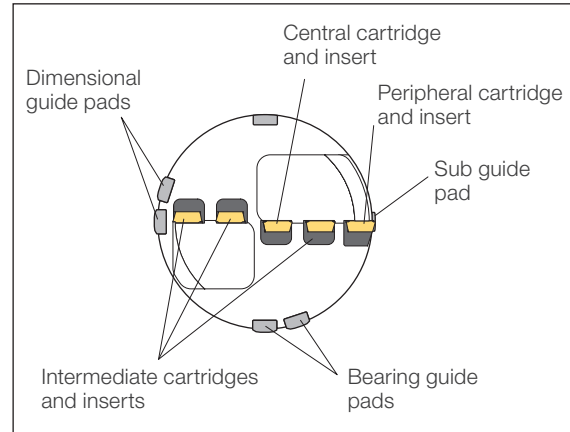 Central cartridge
and insert
Dimensional
guide pads
Peripheral cartridge
and insert
Sub guide
pad
Intermediate cartridges
and inserts
Bearing guide
pads